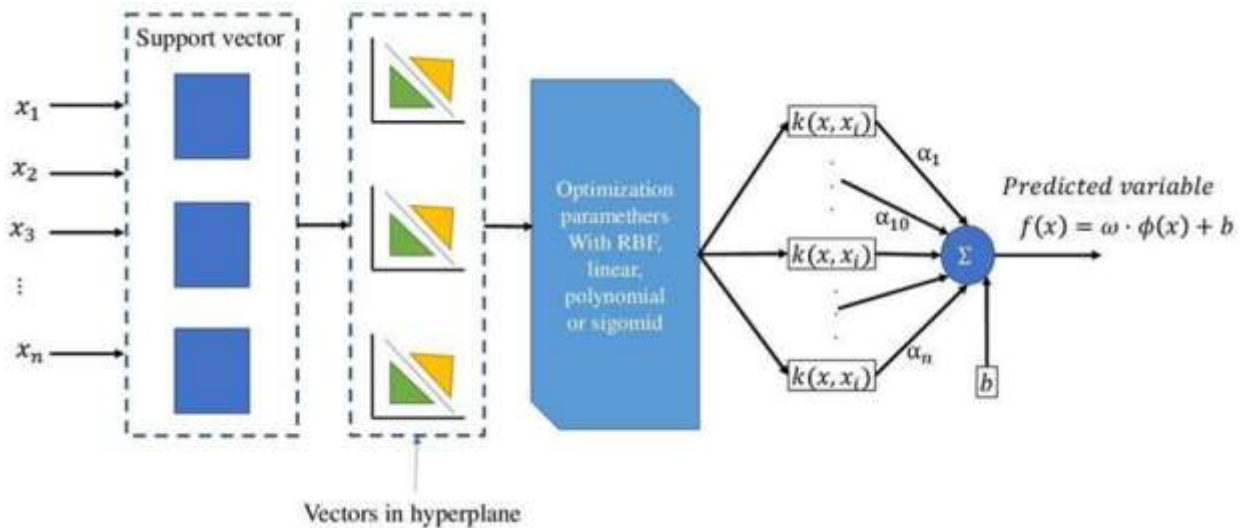 Support vector
x₁
x₂
x₃
⋮
xₙ
Vectors in hyperplane
Optimization
paramethers
With RBF,
linear,
polynomial
or sigomid
k(x, xᵢ)
k(x, xᵢ)
k(x, xᵢ)
α₁
α₁₀
αₙ
Σ
b
Predicted variable
f(x) = ω · ϕ(x) + b